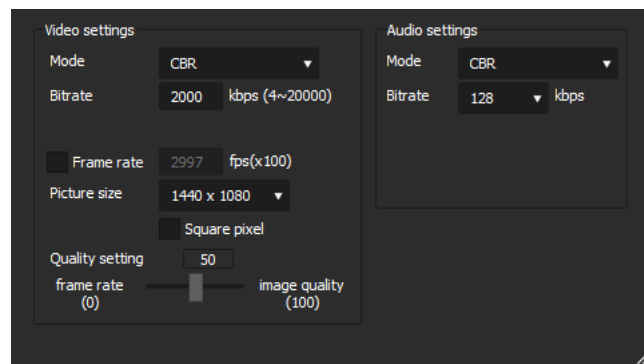 Video settings
Mode CBR
Bitrate 2000 kbps (4~20000)
Frame rate 2997 fps(x100)
Picture size 1440 x 1080
Square pixel
Quality setting 50
frame rate image quality
(0) (100)
Audio settings
Mode CBR
Bitrate 128 kbps